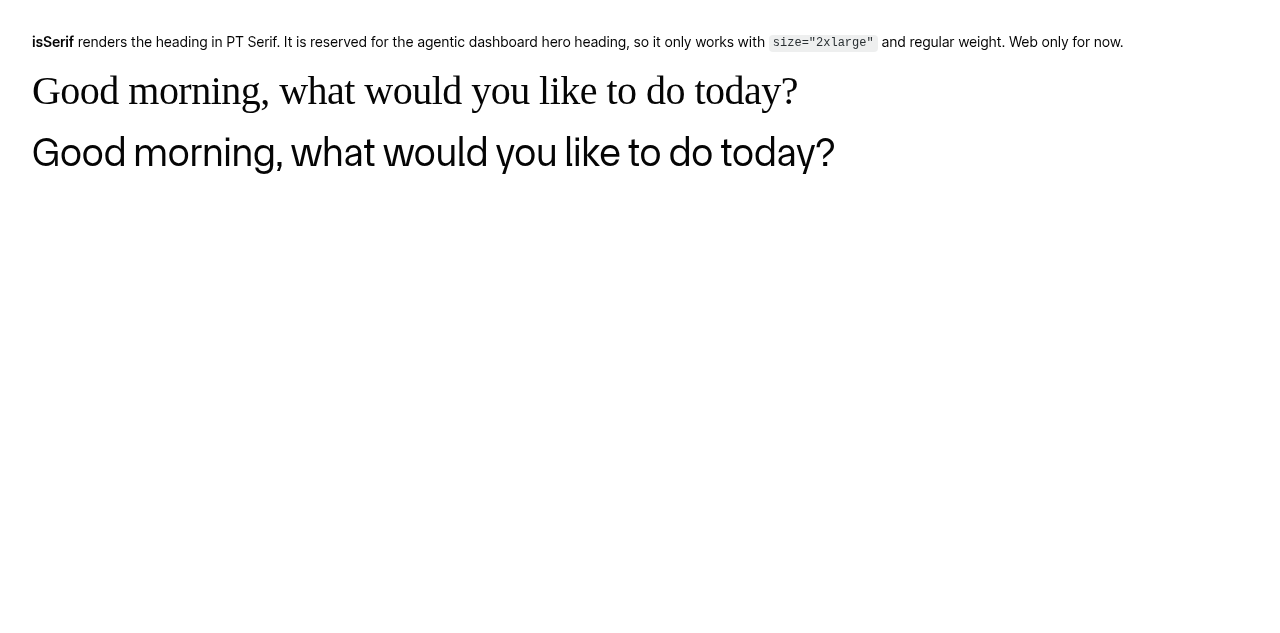 isSerif renders the heading in PT Serif. It is reserved for the agentic dashboard hero heading, so it only works with size="2xlarge" and regular weight. Web only for now.
Good morning, what would you like to do today?
Good morning, what would you like to do today?